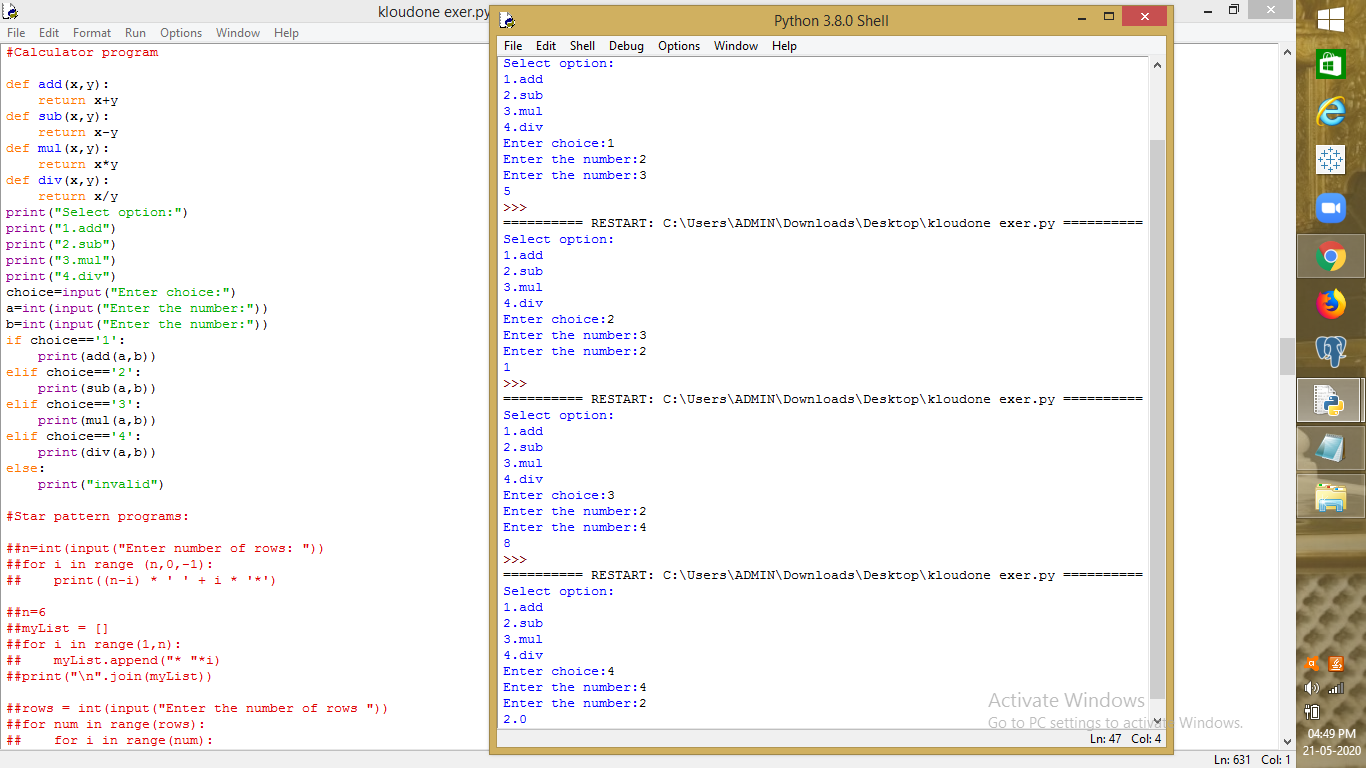 kloudone exer.py
File Edit Format Run Options Window Help
#Calculator program
def add(x,y):
    return x+y
def sub(x,y):
    return x-y
def mul(x,y):
    return x*y
def div(x,y):
    return x/y
print("Select option:")
print("1.add")
print("2.sub")
print("3.mul")
print("4.div")
choice=input("Enter choice:")
a=int(input("Enter the number:"))
b=int(input("Enter the number:"))
if choice=='1':
    print(add(a,b))
elif choice=='2':
    print(sub(a,b))
elif choice=='3':
    print(mul(a,b))
elif choice=='4':
    print(div(a,b))
else:
    print("invalid")
#Star pattern programs:
##n=int(input("Enter number of rows: "))
##for i in range (n,0,-1):
##    print((n-i) * ' ' + i * '*')
##n=6
##myList = []
##for i in range(1,n):
##    myList.append("* "*i)
##print("\n".join(myList))
##rows = int(input("Enter the number of rows "))
##for num in range(rows):
##    for i in range(num):
Python 3.8.0 Shell
File Edit Shell Debug Options Window Help
Select option:
1.add
2.sub
3.mul
4.div
Enter choice:1
Enter the number:2
Enter the number:3
5
>>>
========== RESTART: C:\Users\ADMIN\Downloads\Desktop\kloudone exer.py ==========
Select option:
1.add
2.sub
3.mul
4.div
Enter choice:2
Enter the number:3
Enter the number:2
1
>>>
========== RESTART: C:\Users\ADMIN\Downloads\Desktop\kloudone exer.py ==========
Select option:
1.add
2.sub
3.mul
4.div
Enter choice:3
Enter the number:2
Enter the number:4
8
>>>
========== RESTART: C:\Users\ADMIN\Downloads\Desktop\kloudone exer.py ==========
Select option:
1.add
2.sub
3.mul
4.div
Enter choice:4
Enter the number:4
Enter the number:2
2.0
Ln: 47 Col: 4
Activate Windows
Go to PC settings to activate Windows.
Ln: 631 Col: 1
04:49 PM
21-05-2020